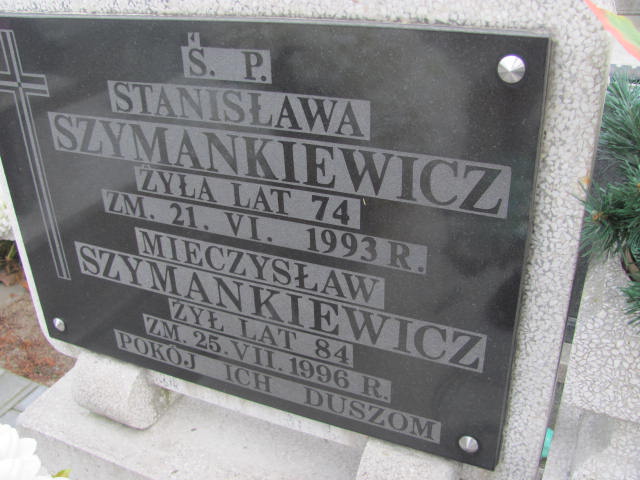 Ś. P.
STANISŁAWA
SZYMANKIEWICZ
ŻYŁA LAT 74
ZM. 21. VI. 1993 R.
MIECZYSŁAW
SZYMANKIEWICZ
ŻYŁ LAT 84
ZM. 25. VII. 1996 R.
POKÓJ ICH DUSZOM